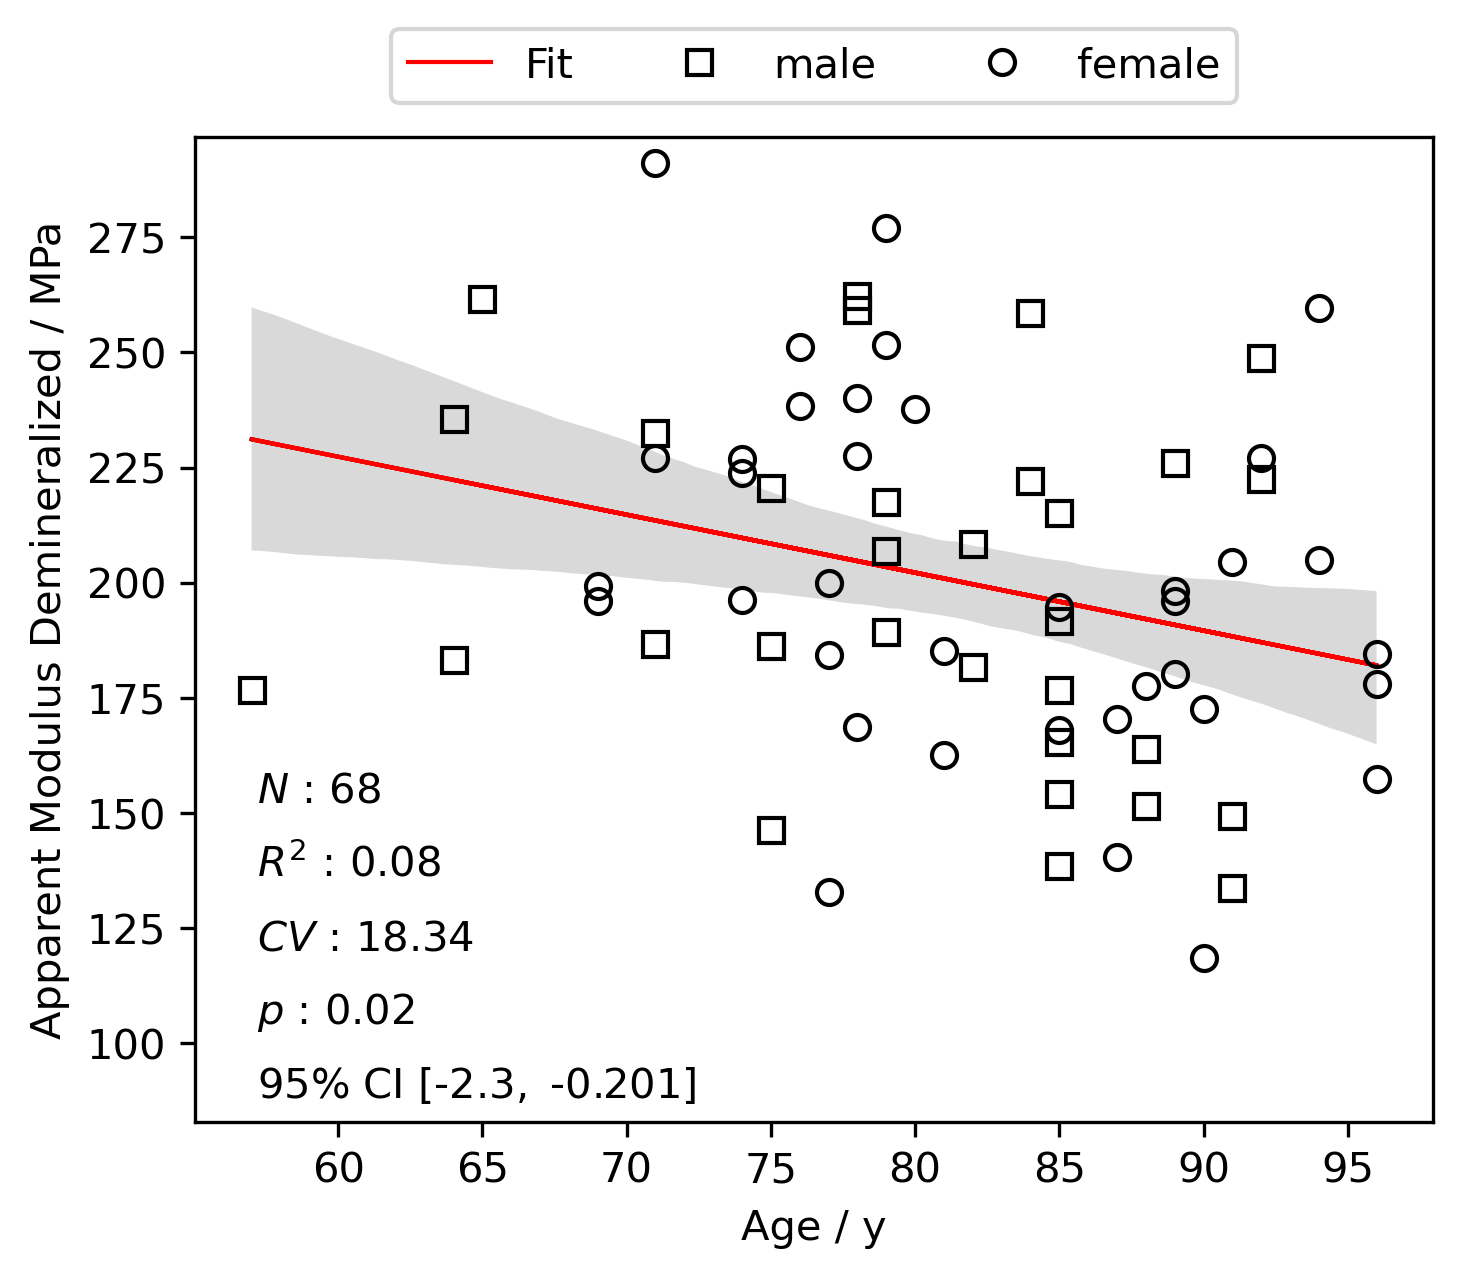 Fit male female
Apparent Modulus Demineralized / MPa
275
250
225
200
175
150
125
100
N : 68
R² : 0.08
CV : 18.34
p : 0.02
95% CI [-2.3, -0.201]
60 65 70 75 80 85 90 95
Age / y